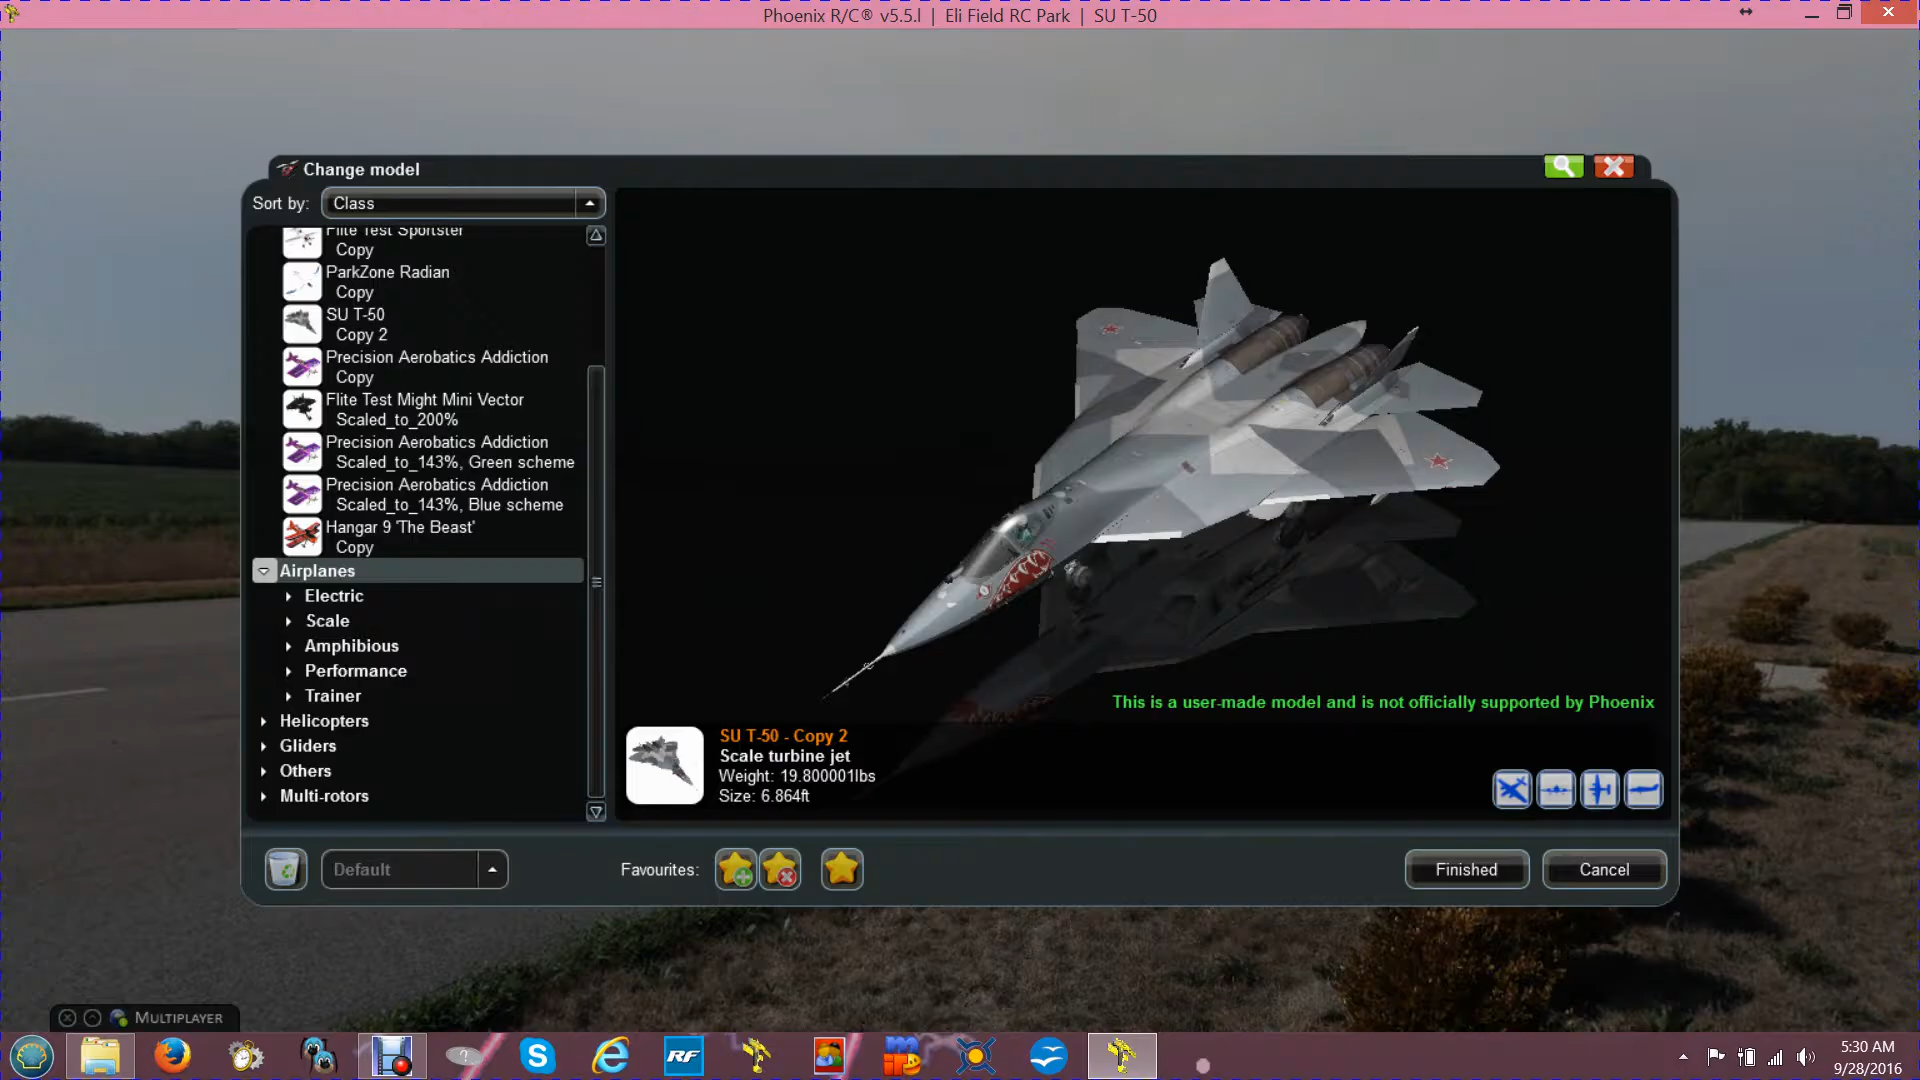 Phoenix R/C® v5.5.l | Eli Field RC Park | SU T-50
Change model
Sort by: Class
Flite Test Sportster
Copy
ParkZone Radian
Copy
SU T-50
Copy 2
Precision Aerobatics Addiction
Copy
Flite Test Might Mini Vector
Scaled_to_200%
Precision Aerobatics Addiction
Scaled_to_143%, Green scheme
Precision Aerobatics Addiction
Scaled_to_143%, Blue scheme
Hangar 9 'The Beast'
Copy
Airplanes
Electric
Scale
Amphibious
Performance
Trainer
Helicopters
Gliders
Others
Multi-rotors
This is a user-made model and is not officially supported by Phoenix
SU T-50 - Copy 2
Scale turbine jet
Weight: 19.800001lbs
Size: 6.864ft
Default
Favourites:
Finished
Cancel
MULTIPLAYER
RF
5:30 AM
9/28/2016